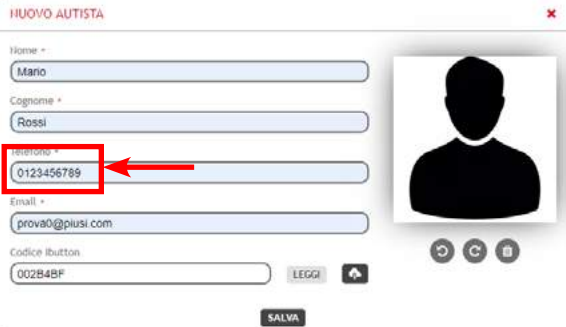 NUOVO AUTISTA
Nome *
Mario
Cognome *
Rossi
Telefono *
0123456789
Email *
prova0@piusi.com
Codice Ibutton
002B4BF
LEGGI
SALVA